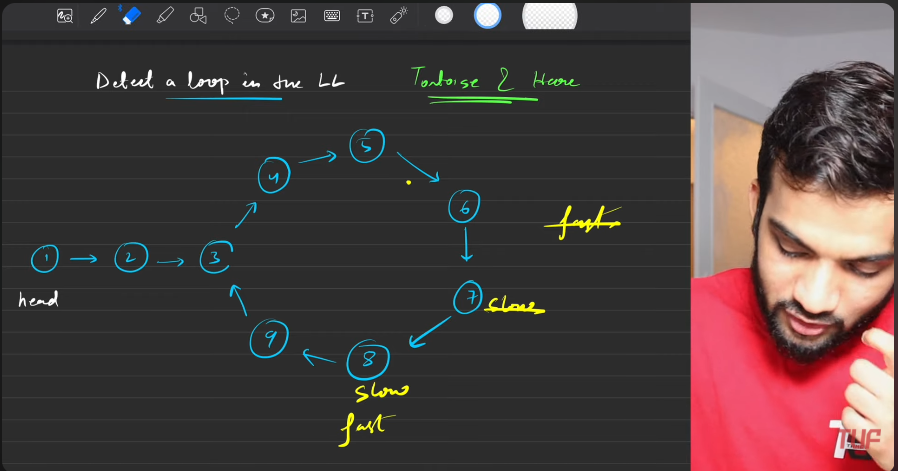 Detect a loop in the LL
Tortoise & Hare
5
4
6
fast
1
2
3
head
7 slow
9
8
slow
fast
TUF